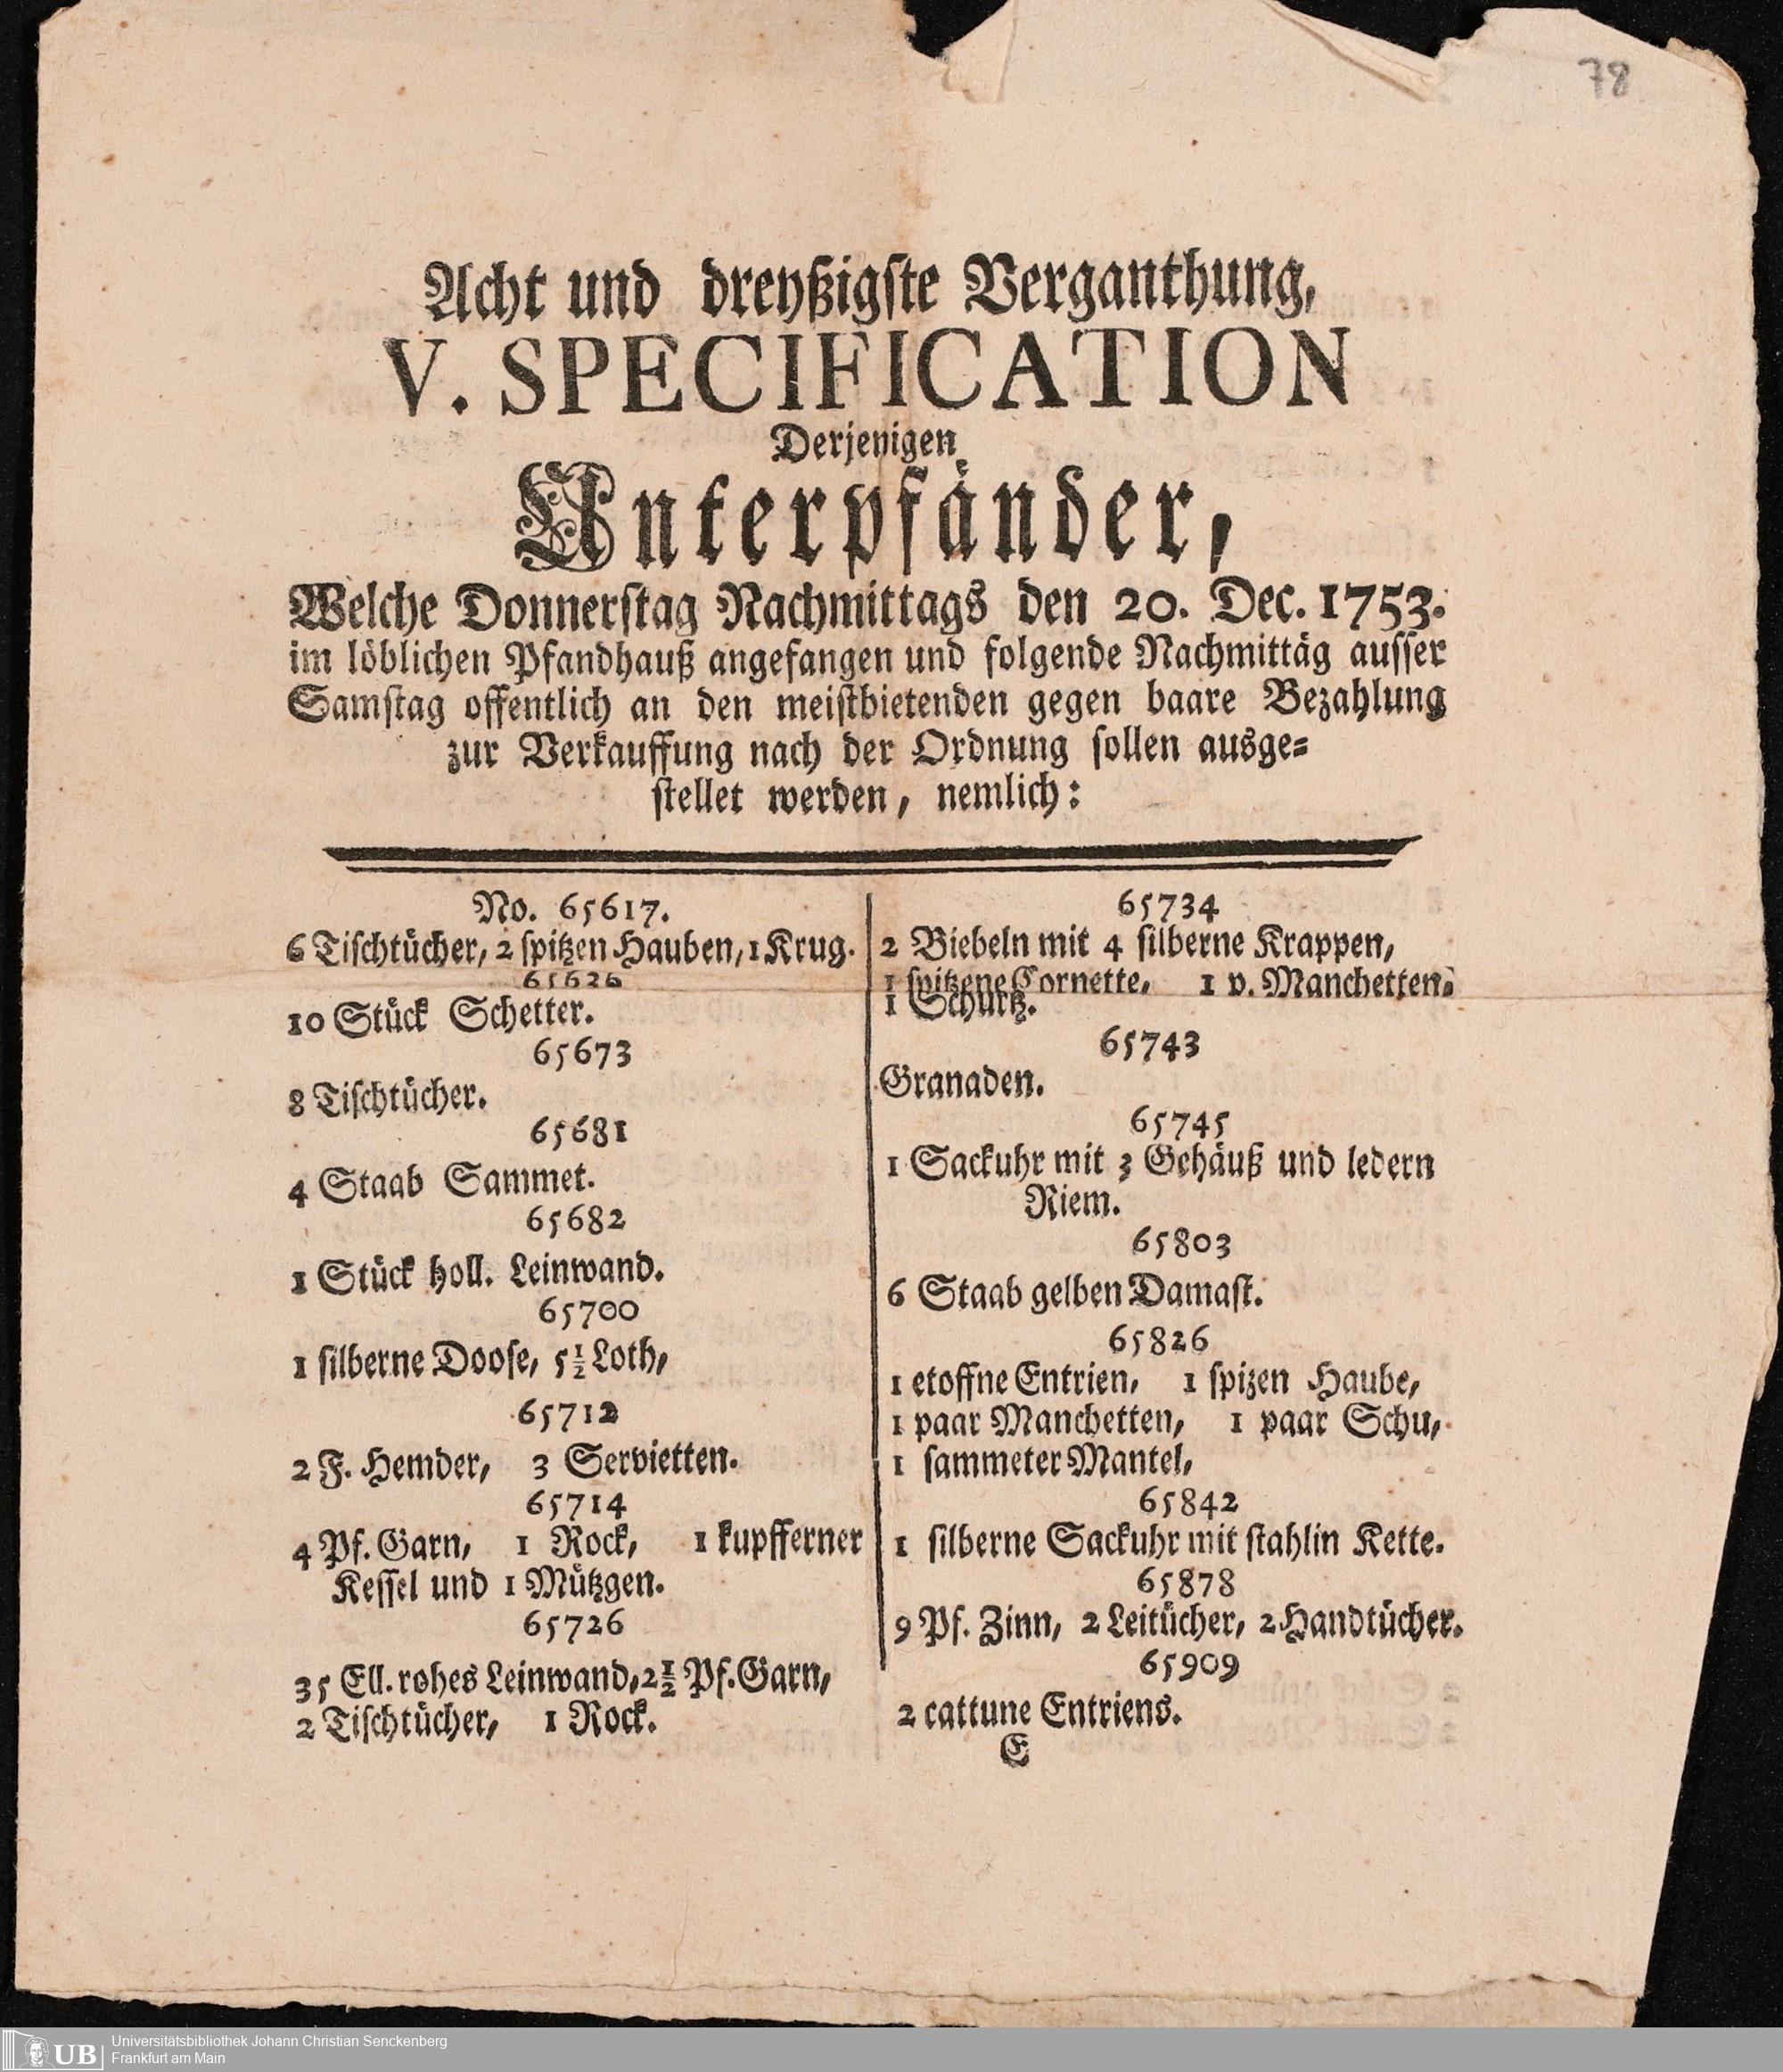 78
Acht und dreyßigste Verganthung,
V. SPECIFICATION
Derjenigen
Unterpfänder,
Welche Donnerstag Nachmittags den 20. Dec. 1753.
im löblichen Pfandhauß angefangen und folgende Nachmittäg ausser
Samstag offentlich an den meistbietenden gegen baare Bezahlung
zur Verkauffung nach der Ordnung sollen ausge=
stellet werden, nemlich:
No. 65617.
6 Tischtücher, 2 spitzen Hauben, 1 Krug.
65626
10 Stück Schetter.
65673
8 Tischtücher.
65681
4 Staab Sammet.
65682
1 Stück holl. Leinwand.
65700
1 silberne Doose, 5 1/2 Loth,
65712
2 F. Hemder, 3 Servietten.
65714
4 Pf. Garn, 1 Rock, 1 kupfferner
Kessel und 1 Mützgen.
65726
35 Ell. rohes Leinwand, 2 1/2 Pf. Garn,
2 Tischtücher, 1 Rock.
65734
2 Biebeln mit 4 silberne Krappen,
1 spitzene Cornette, 1 p. Manchetten.
1 Schurtz.
65743
Granaden.
65745
1 Sackuhr mit 3 Gehäuß und ledern
Riem.
65803
6 Staab gelben Damast.
65826
1 etoffne Entrien, 1 spizen Haube,
1 paar Manchetten, 1 paar Schu,
1 sammeter Mantel,
65842
1 silberne Sackuhr mit stahlin Kette.
65878
9 Pf. Zinn, 2 Leitücher, 2 Handtücher.
65909
2 cattune Entriens.
E
UB
Universitätsbibliothek Johann Christian Senckenberg
Frankfurt am Main